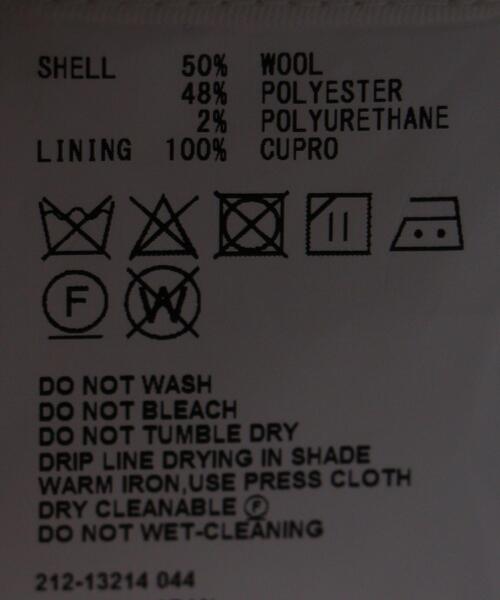 SHELL 50% WOOL
48% POLYESTER
2% POLYURETHANE
LINING 100% CUPRO
F W
DO NOT WASH
DO NOT BLEACH
DO NOT TUMBLE DRY
DRIP LINE DRYING IN SHADE
WARM IRON,USE PRESS CLOTH
DRY CLEANABLE Ⓕ
DO NOT WET-CLEANING
212-13214 044